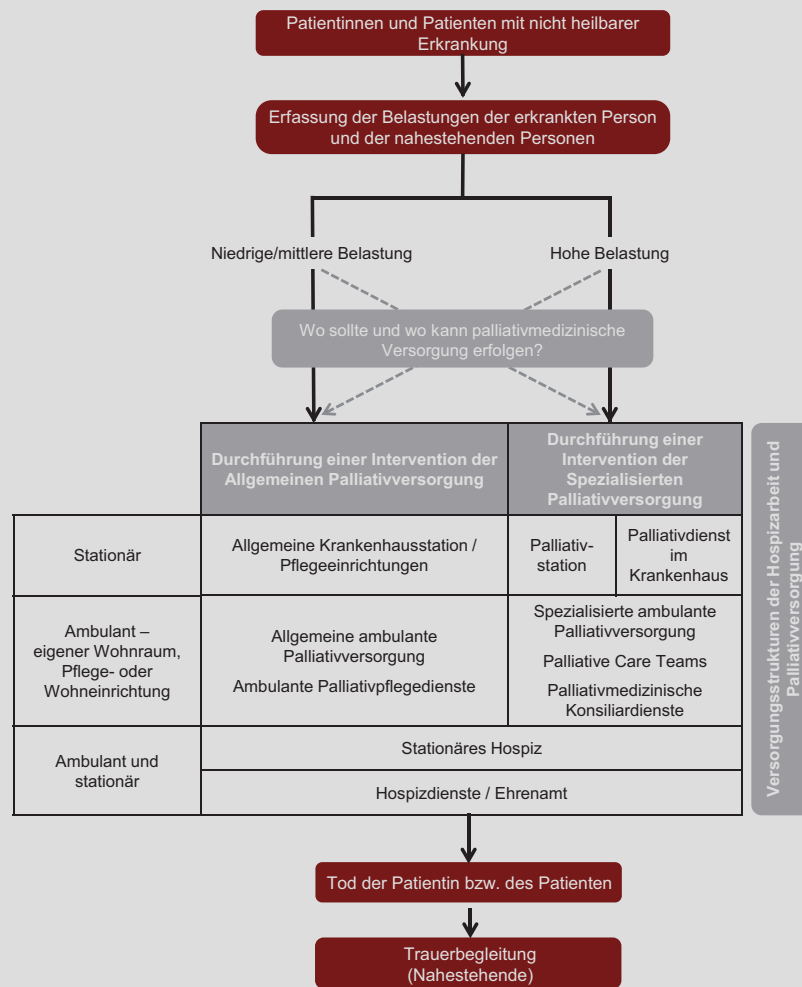 Patientinnen und Patienten mit nicht heilbarer
Erkrankung
Erfassung der Belastungen der erkrankten Person
und der nahestehenden Personen
Niedrige/mittlere Belastung
Hohe Belastung
Wo sollte und wo kann palliativmedizinische
Versorgung erfolgen?
Durchführung einer Intervention der
Allgemeinen Palliativversorgung
Durchführung einer
Intervention der
Spezialisierten
Palliativversorgung
Stationär
Allgemeine Krankenhausstation /
Pflegeeinrichtungen
Palliativ-
station
Palliativdienst
im
Krankenhaus
Ambulant –
eigener Wohnraum,
Pflege- oder
Wohneinrichtung
Allgemeine ambulante
Palliativversorgung
Ambulante Palliativpflegedienste
Spezialisierte ambulante
Palliativversorgung
Palliative Care Teams
Palliativmedizinische
Konsiliardienste
Ambulant und
stationär
Stationäres Hospiz
Hospizdienste / Ehrenamt
Versorgungsstrukturen der Hospizarbeit und
Palliativversorgung
Tod der Patientin bzw. des Patienten
Trauerbegleitung
(Nahestehende)